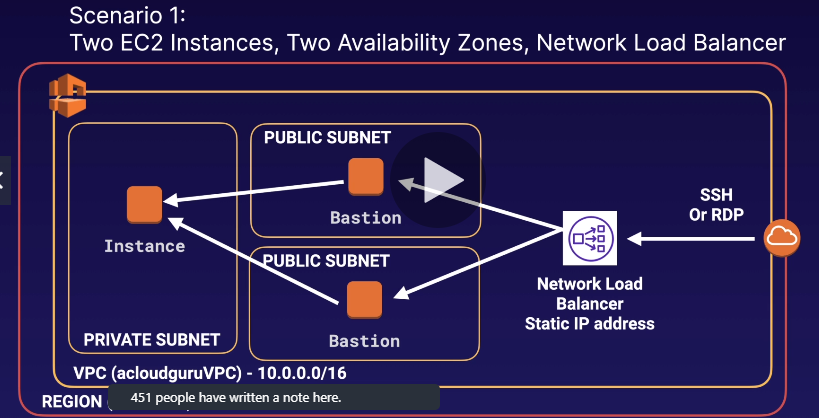 Scenario 1:
Two EC2 Instances, Two Availability Zones, Network Load Balancer
PUBLIC SUBNET
Bastion
Instance
PUBLIC SUBNET
Bastion
PRIVATE SUBNET
SSH
Or RDP
Network Load
Balancer
Static IP address
VPC (acloudguruVPC) - 10.0.0.0/16
REGION
451 people have written a note here.